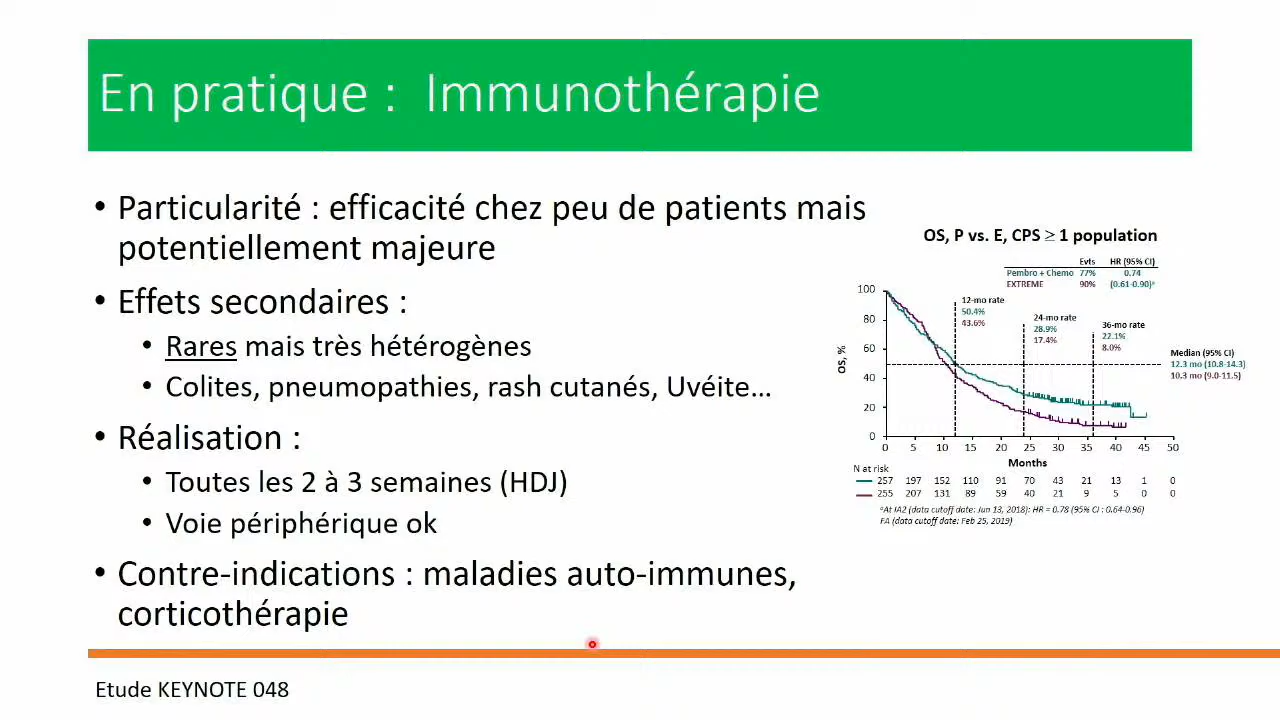 En pratique : Immunothérapie
• Particularité : efficacité chez peu de patients mais
potentiellement majeure
• Effets secondaires :
• Rares mais très hétérogènes
• Colites, pneumopathies, rash cutanés, Uvéite…
• Réalisation :
• Toutes les 2 à 3 semaines (HDJ)
• Voie périphérique ok
• Contre-indications : maladies auto-immunes,
corticothérapie
OS, P vs. E, CPS ≥ 1 population
Evts HR (95% CI)
Pembro + Chemo 77% 0.74
EXTREME 90% (0.61-0.90)ᵃ
12-mo rate
50.4%
43.6%
24-mo rate
28.9%
17.4%
36-mo rate
22.1%
8.0%
Median (95% CI)
12.3 mo (10.8-14.3)
10.3 mo (9.0-11.5)
OS, %
100
80
60
40
20
0
0 5 10 15 20 25 30 35 40 45 50
Months
N at risk
257 197 152 110 91 70 43 21 13 1 0
255 207 131 89 59 40 21 9 5 0 0
ᵃAt IA2 (data cutoff date: Jun 13, 2018): HR = 0.78 (95% CI : 0.64-0.96)
FA (data cutoff date: Feb 25, 2019)
Etude KEYNOTE 048